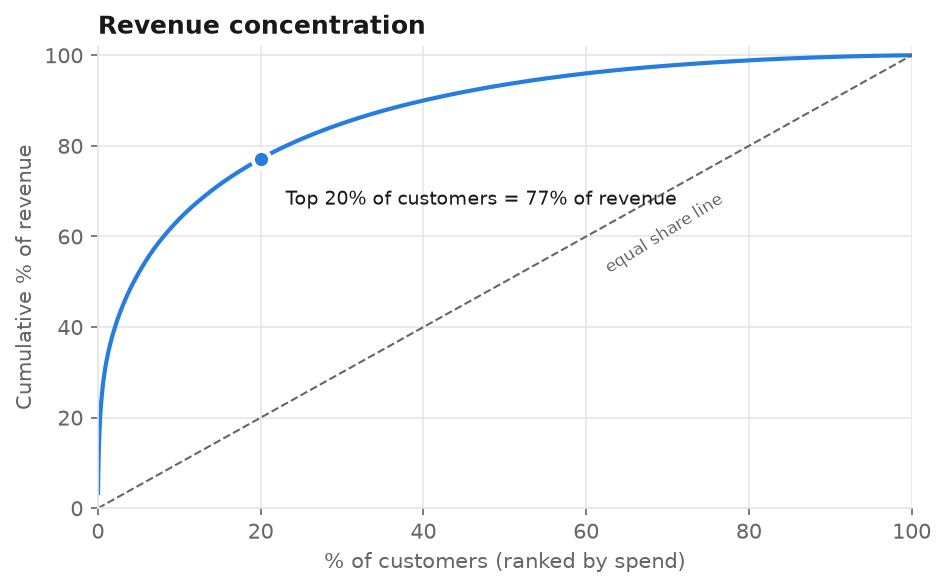 Revenue concentration
Cumulative % of revenue
100
80
60
40
20
0
Top 20% of customers = 77% of revenue
equal share line
0 20 40 60 80 100
% of customers (ranked by spend)